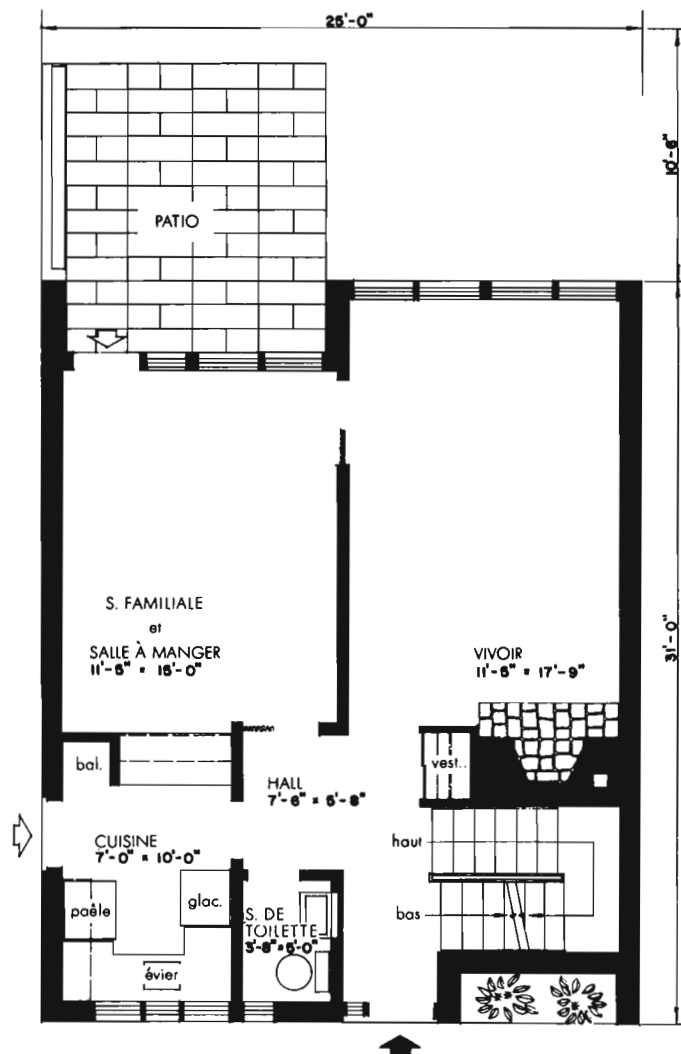 25'-0"
10'-6"
PATIO
S. FAMILIALE
et
SALLE À MANGER
11'-5" × 15'-0"
VIVOIR
11'-5" × 17'-9"
31'-0"
bal.
vest..
HALL
7'-6" × 5'-8"
haut
CUISINE
7'-0" × 10'-0"
paêle
glac.
S. DE
TOILETTE
3'-8" × 5'-0"
bas
évier